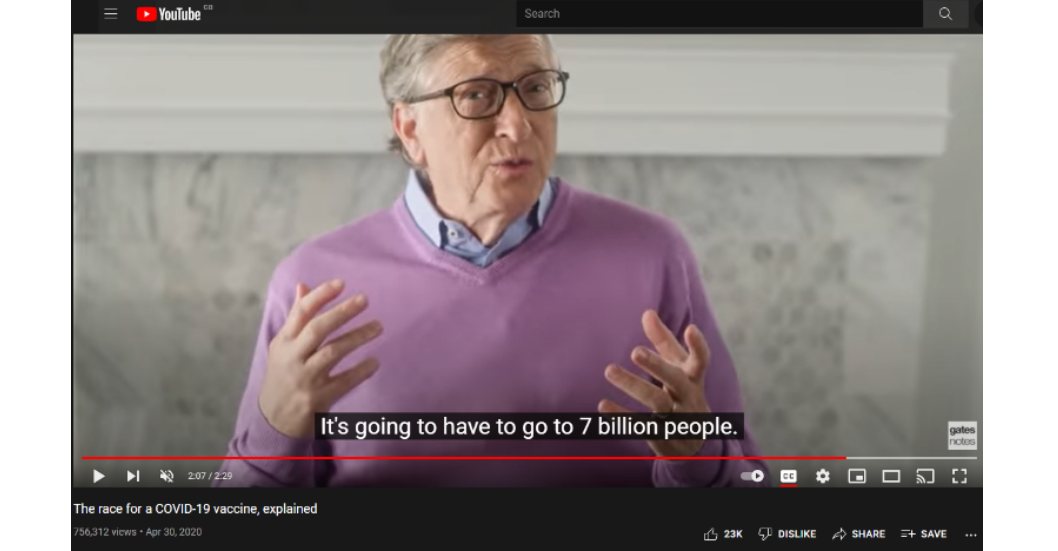 YouTube CG
Search
It's going to have to go to 7 billion people.
gates
notes
2:07 / 2:29
CC
The race for a COVID-19 vaccine, explained
756,312 views • Apr 30, 2020
23K DISLIKE SHARE SAVE ...